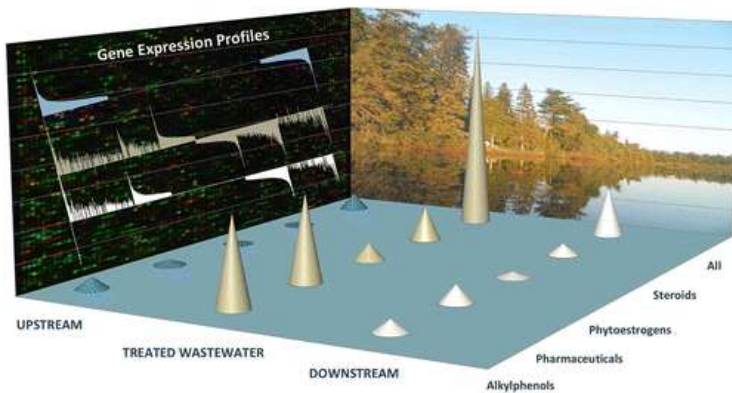 Gene Expression Profiles
UPSTREAM
TREATED WASTEWATER
DOWNSTREAM
All
Steroids
Phytoestrogens
Pharmaceuticals
Alkylphenols